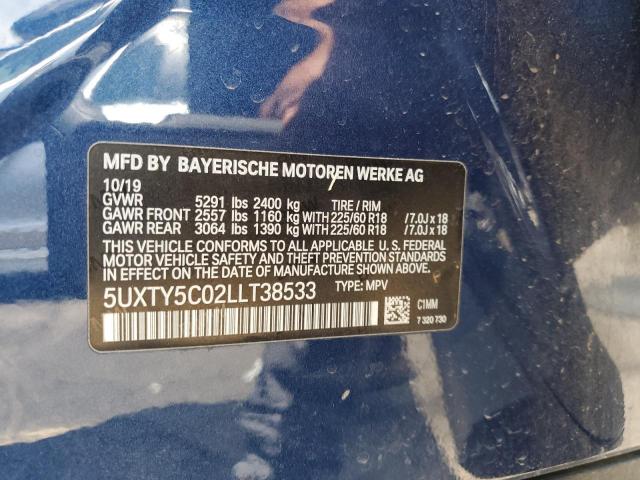 MFD BY BAYERISCHE MOTOREN WERKE AG
10/19
GVWR 5291 lbs 2400 kg TIRE / RIM
GAWR FRONT 2557 lbs 1160 kg WITH 225/60 R18 / 7.0J x 18
GAWR REAR 3064 lbs 1390 kg WITH 225/60 R18 / 7.0J x 18
THIS VEHICLE CONFORMS TO ALL APPLICABLE U. S. FEDERAL
MOTOR VEHICLE SAFETY AND THEFT PREVENTION STANDARDS
IN EFFECT ON THE DATE OF MANUFACTURE SHOWN ABOVE.
5UXTY5C02LLT38533 TYPE: MPV
C1MM
7 320 730